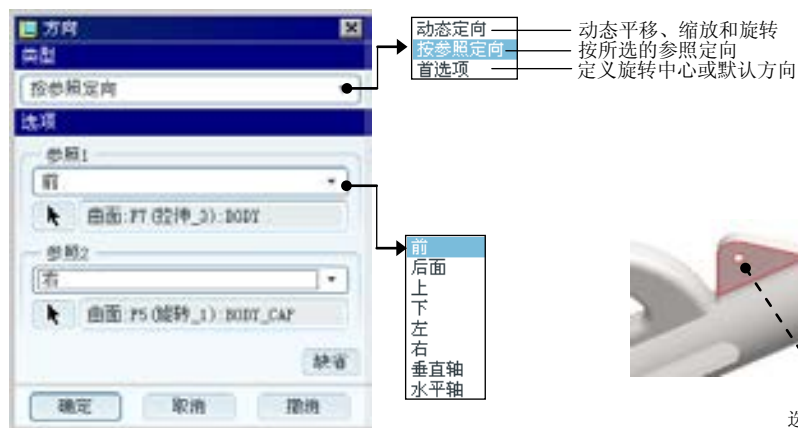 方向
类型
按参照定向
选项
参照1
前
曲面:F7(拉伸_3):BODY
参照2
右
曲面:F5(旋转_1):BODY_CAP
缺省
确定
取消
撤消
动态定向
动态平移、缩放和旋转
按参照定向
按所选的参照定向
首选项
定义旋转中心或默认方向
前
后面
上
下
左
右
垂直轴
水平轴